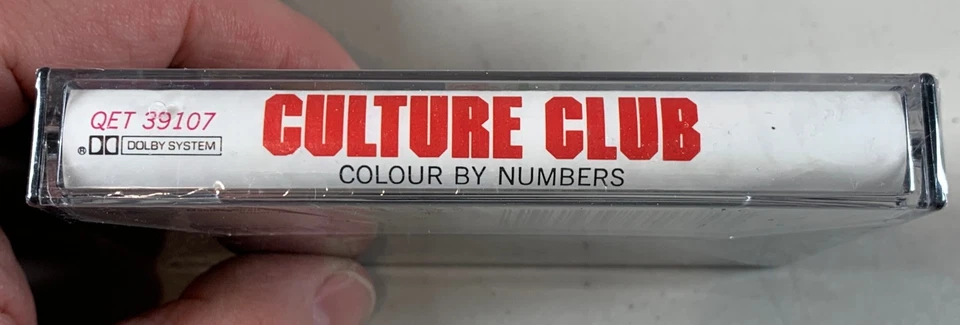 QET 39107
® DOLBY SYSTEM
CULTURE CLUB
COLOUR BY NUMBERS